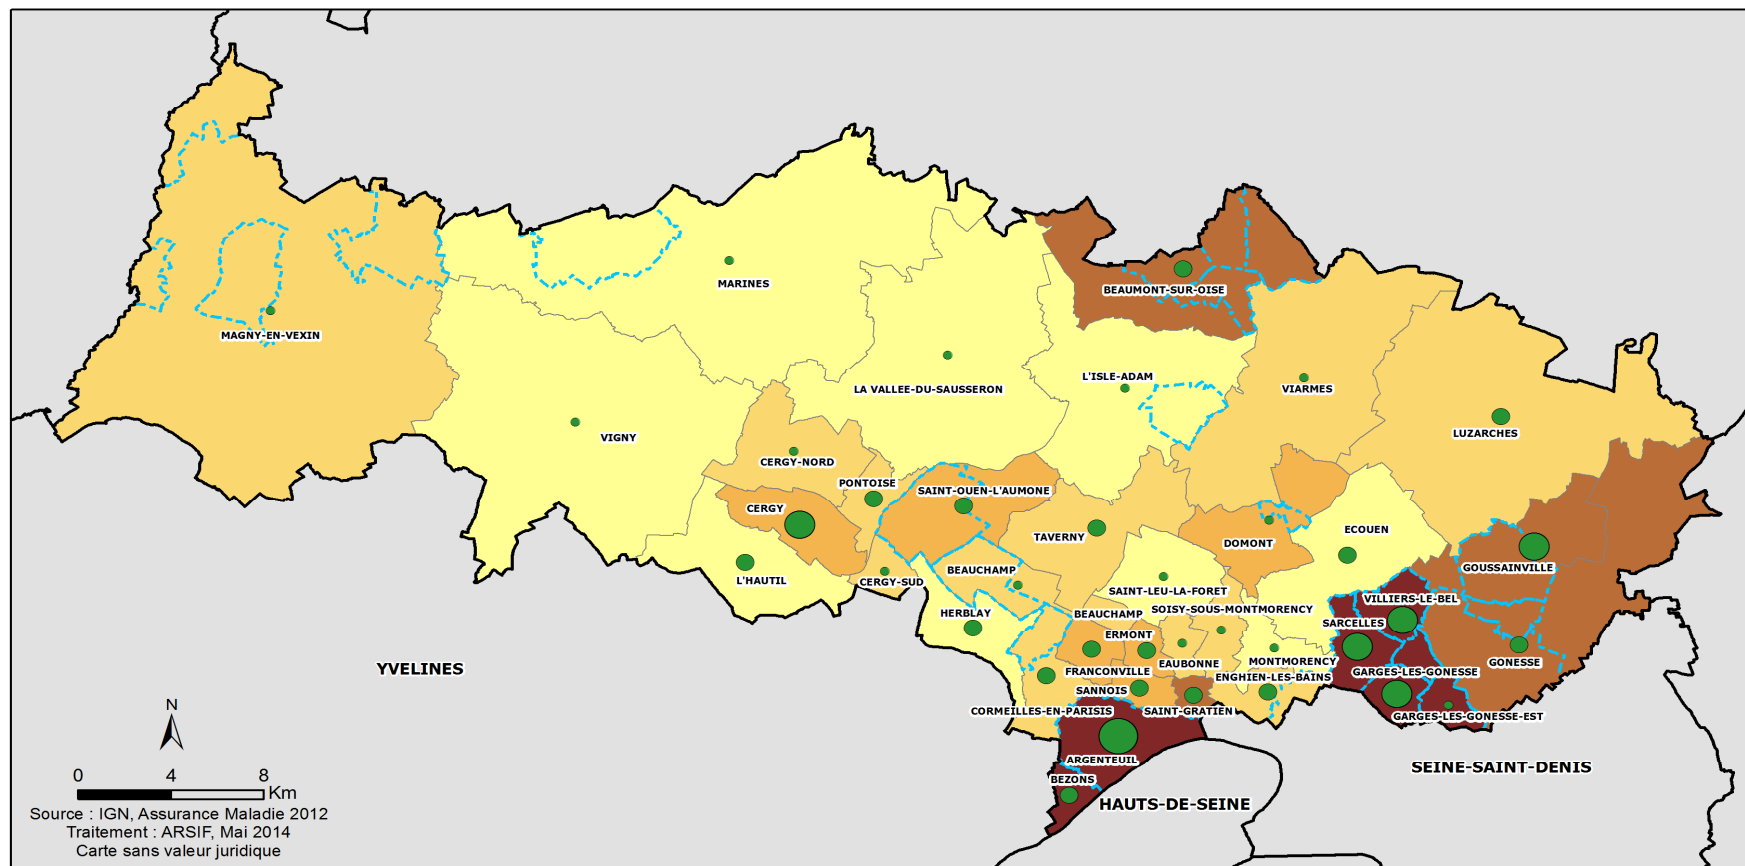 MARINES
BEAUMONT-SUR-OISE
MAGNY-EN-VEXIN
L'ISLE-ADAM
LA VALLEE-DU-SAUSSERON
VIARMES
VIGNY
LUZARCHES
CERGY-NORD
PONTOISE
SAINT-OUEN-L'AUMONE
CERGY
TAVERNY
DOMONT
ECOUEN
GOUSSAINVILLE
BEAUCHAMP
L'HAUTIL
CERGY-SUD
SAINT-LEU-LA-FORET
VILLIERS-LE-BEL
HERBLAY
BEAUCHAMP
SOISY-SOUS-MONTMORENCY
SARCELLES
ERMONT
YVELINES
FRANCONVILLE
EAUBONNE
MONTMORENCY
GONESSE
GARGES-LES-GONESSE
ENGHIEN-LES-BAINS
SANNOIS
CORMEILLES-EN-PARISIS
SAINT-GRATIEN
GARGES-LES-GONESSE-EST
ARGENTEUIL
SEINE-SAINT-DENIS
BEZONS
HAUTS-DE-SEINE
N
0 4 8
Km
Source : IGN, Assurance Maladie 2012
Traitement : ARSIF, Mai 2014
Carte sans valeur juridique